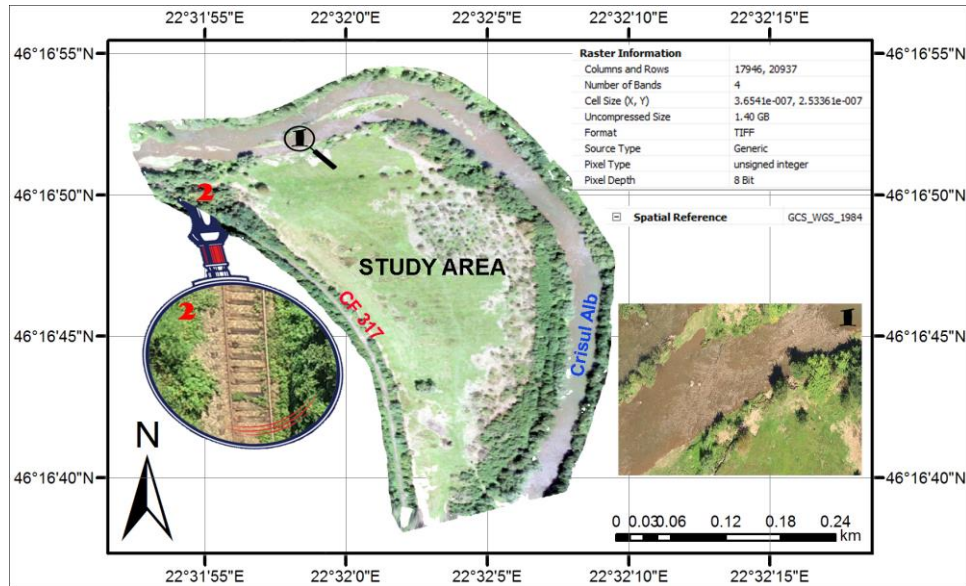 22°31'55"E 22°32'0"E 22°32'5"E 22°32'10"E 22°32'15"E
46°16'55"N 46°16'55"N
Raster Information
Columns and Rows 17946, 20937
Number of Bands 4
Cell Size (X, Y) 3.6541e-007, 2.53361e-007
Uncompressed Size 1.40 GB
Format TIFF
Source Type Generic
Pixel Type unsigned integer
Pixel Depth 8 Bit
Spatial Reference GCS_WGS_1984
1
46°16'50"N 46°16'50"N
2
STUDY AREA
CF 317
Crisul Alb
2
1
46°16'45"N 46°16'45"N
N
46°16'40"N 46°16'40"N
0 0.03 0.06 0.12 0.18 0.24
km
22°31'55"E 22°32'0"E 22°32'5"E 22°32'10"E 22°32'15"E